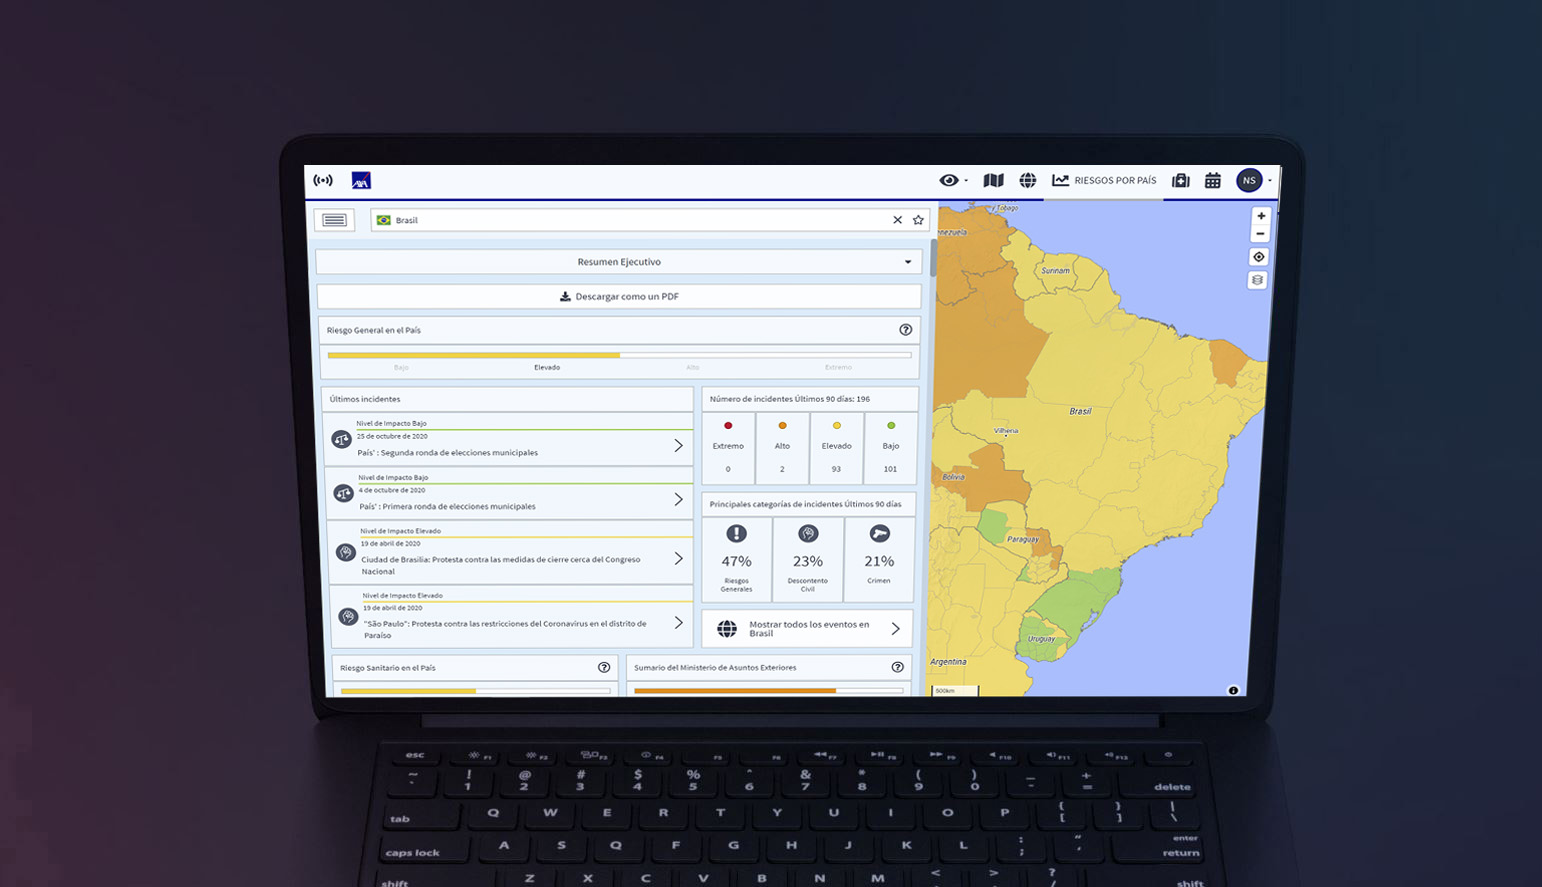 AXA
RIESGOS POR PAÍS
NS
Brasil
Resumen Ejecutivo
Descargar como un PDF
Riesgo General en el País
Bajo
Elevado
Alto
Extremo
Últimos incidentes
Nivel de Impacto Bajo
25 de octubre de 2020
País' : Segunda ronda de elecciones municipales
Nivel de Impacto Bajo
4 de octubre de 2020
País' : Primera ronda de elecciones municipales
Nivel de Impacto Elevado
19 de abril de 2020
Ciudad de Brasilia: Protesta contra las medidas de cierre cerca del Congreso
Nacional
Nivel de Impacto Elevado
19 de abril de 2020
"São Paulo": Protesta contra las restricciones del Coronavirus en el distrito de
Paraíso
Número de incidentes Últimos 90 días: 196
Extremo
Alto
Elevado
Bajo
0
2
93
101
Principales categorías de incidentes Últimos 90 días
47%
23%
21%
Riesgos
Generales
Descontento
Civil
Crimen
Mostrar todos los eventos en
Brasil
Riesgo Sanitario en el País
Sumario del Ministerio de Asuntos Exteriores
y Tobago
nezuela
Surinam
Brasil
Vilhena
Bolivia
Paraguay
Uruguay
Argentina
500km
+
−
esc
F1
F2
F3
F4
F5
F6
F7
F8
F9
F10
F11
F12
~ ! @ # $ % ^ & * ( ) _ +
` 1 2 3 4 5 6 7 8 9 0 - = delete
tab Q W E R T Y U I O P { [ } ] | \
caps lock A S Q F G H J K L : ; " ' enter return
shift Z X C V B N M < > ? / shift